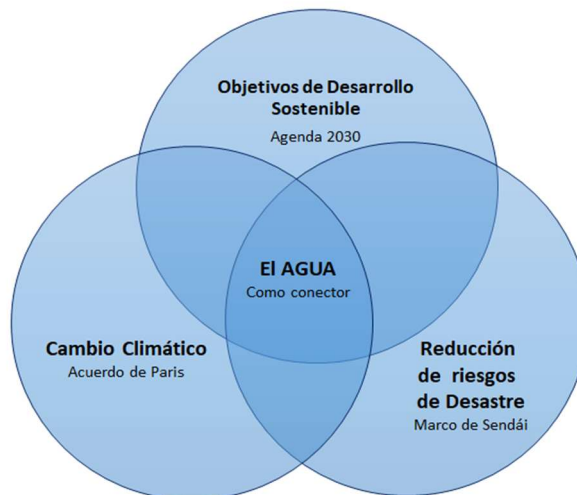 Objetivos de Desarrollo
Sostenible
Agenda 2030
El AGUA
Como conector
Cambio Climático
Acuerdo de Paris
Reducción
de riesgos
de Desastre
Marco de Sendái